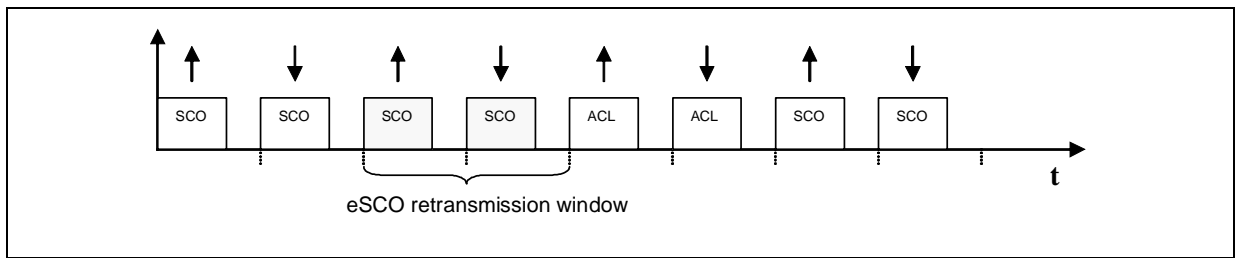 SCO SCO SCO SCO ACL ACL SCO SCO
t
eSCO retransmission window